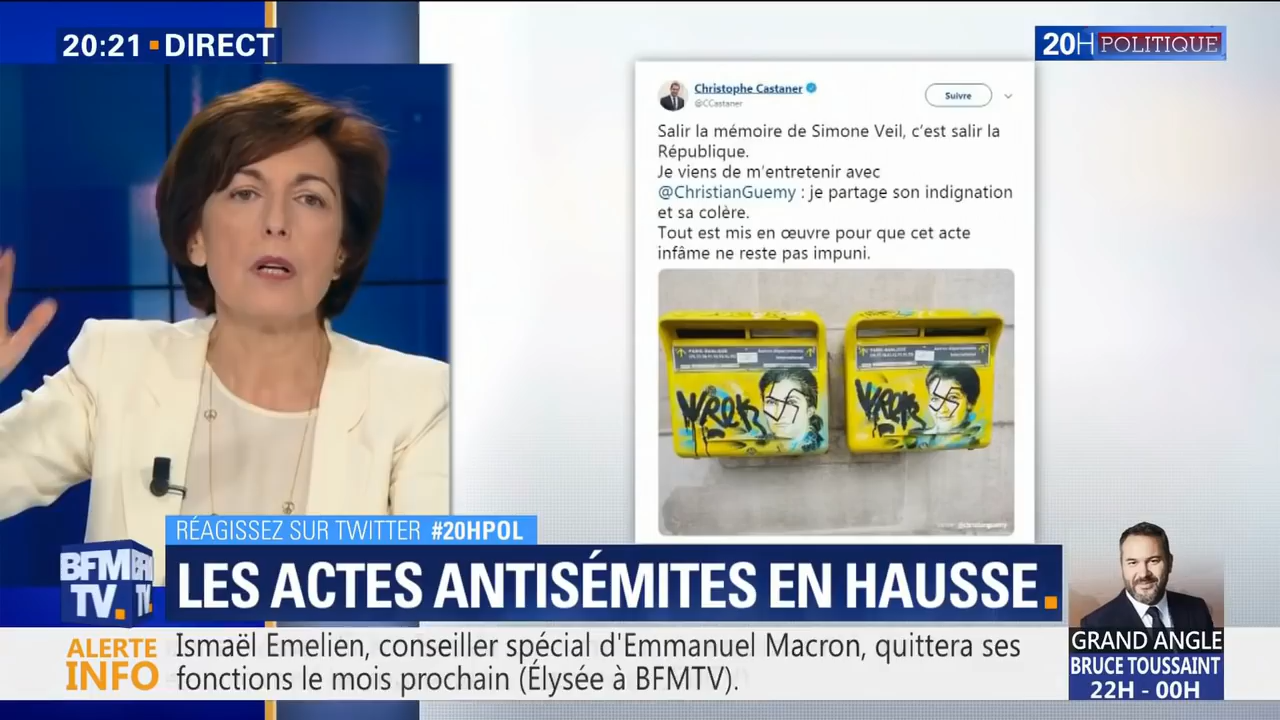 20:21 DIRECT
20H POLITIQUE
Christophe Castaner
@CCastaner
Suivre
Salir la mémoire de Simone Veil, c'est salir la
République.
Je viens de m'entretenir avec
@ChristianGuemy : je partage son indignation
et sa colère.
Tout est mis en œuvre pour que cet acte
infâme ne reste pas impuni.
WREK
WREK
@christianguemy
RÉAGISSEZ SUR TWITTER #20HPOL
BFM
TV.
LES ACTES ANTISÉMITES EN HAUSSE
ALERTE
INFO
Ismaël Emelien, conseiller spécial d'Emmanuel Macron, quittera ses
fonctions le mois prochain (Élysée à BFMTV).
GRAND ANGLE
BRUCE TOUSSAINT
22H - 00H